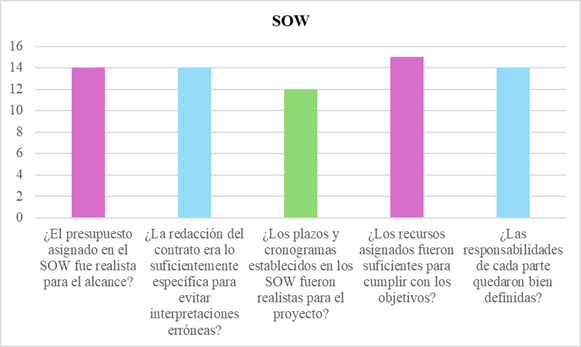 SOW
16
14
12
10
8
6
4
2
0
¿El presupuesto
asignado en el
SOW fue realista
para el alcance?
¿La redacción del
contrato era lo
suficientemente
específica para
evitar
interpretaciones
erróneas?
¿Los plazos y
cronogramas
establecidos en los
SOW fueron
realistas para el
proyecto?
¿Los recursos
asignados fueron
suficientes para
cumplir con los
objetivos?
¿Las
responsabilidades
de cada parte
quedaron bien
definidas?